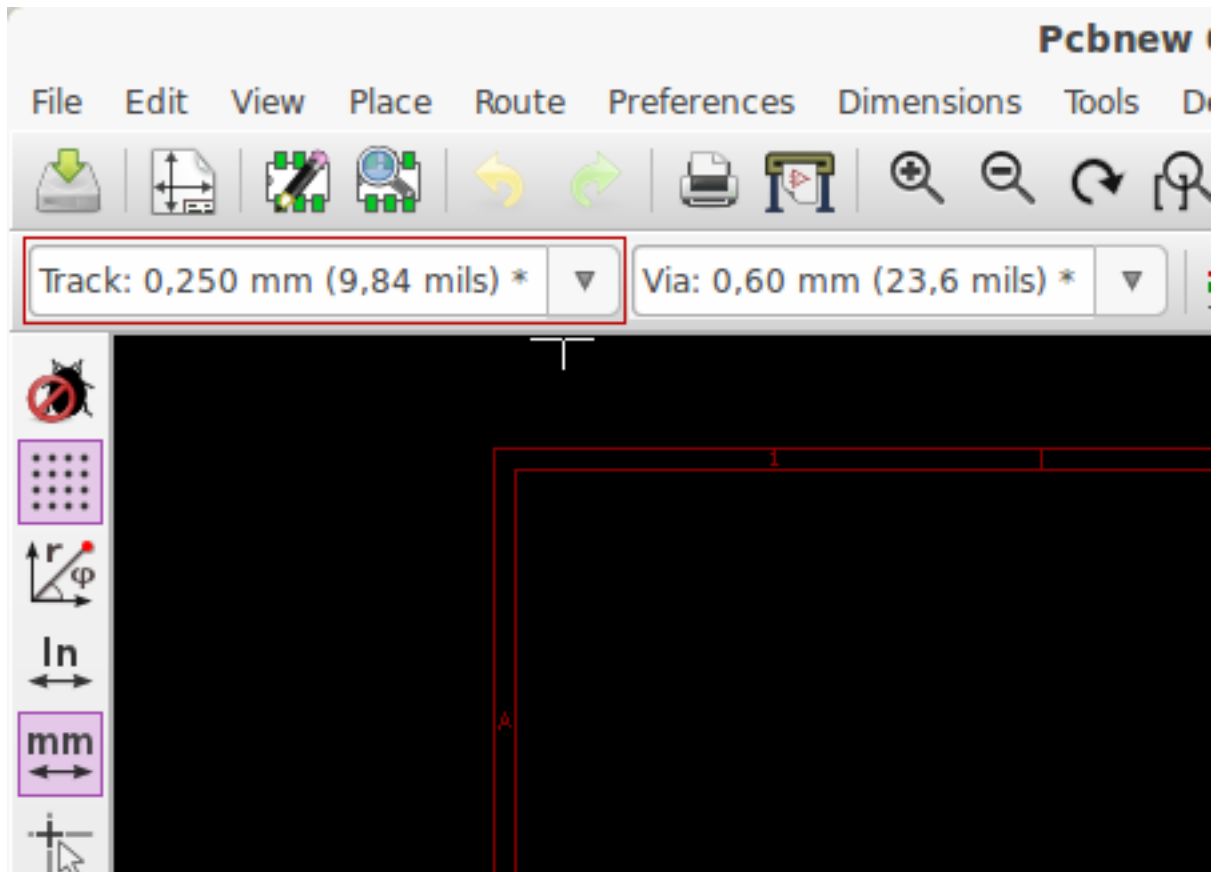 Pcbnew
File Edit View Place Route Preferences Dimensions Tools
Track: 0,250 mm (9,84 mils) * Via: 0,60 mm (23,6 mils) *
1
r
φ
In
mm
A